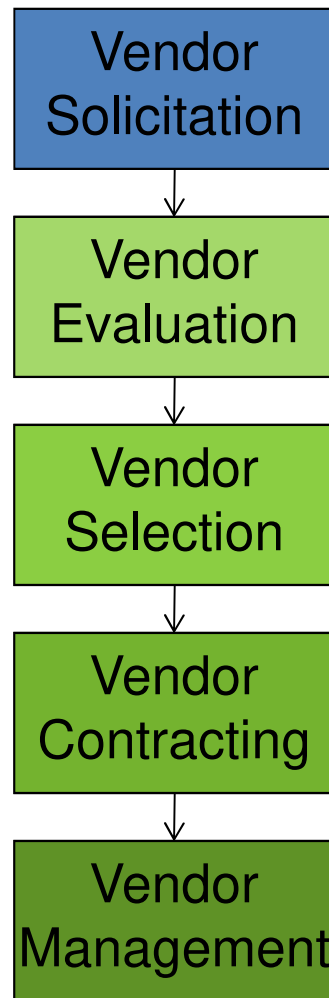 Vendor
Solicitation
Vendor
Evaluation
Vendor
Selection
Vendor
Contracting
Vendor
Management